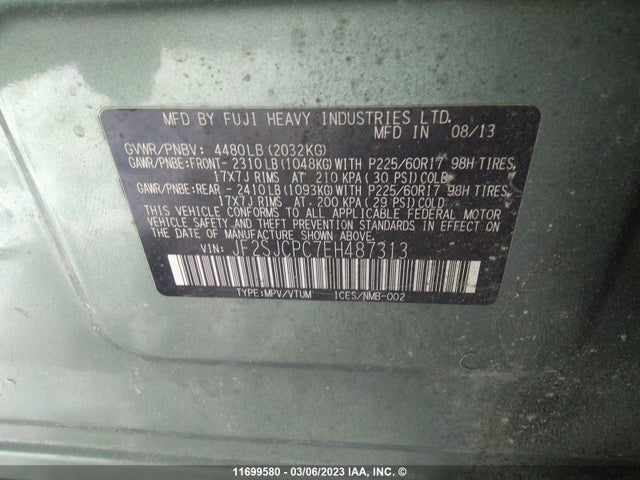 MFD BY FUJI HEAVY INDUSTRIES LTD.
MFD IN 08/13
GVWR/PNBV: 4480LB (2032KG)
GAWR/PNBE:FRONT- 2310LB (1048KG) WITH P225/60R17 98H TIRES,
17X7J RIMS AT 210 KPA (30 PSI) COLD
GAWR/PNBE:REAR - 2410LB (1093KG) WITH P225/60R17 98H TIRES,
17X7J RIMS AT 200 KPA (29 PSI) COLD
THIS VEHICLE CONFORMS TO ALL APPLICABLE FEDERAL MOTOR
VEHICLE SAFETY AND THEFT PREVENTION STANDARDS IN EFFECT
ON THE DATE OF MANUFACTURE SHOWN ABOVE.
VIN: JF2SJCPC7EH487313
TYPE:MPV/VTUM ICES/NMB-002
11699580 - 03/06/2023 IAA, INC. ©